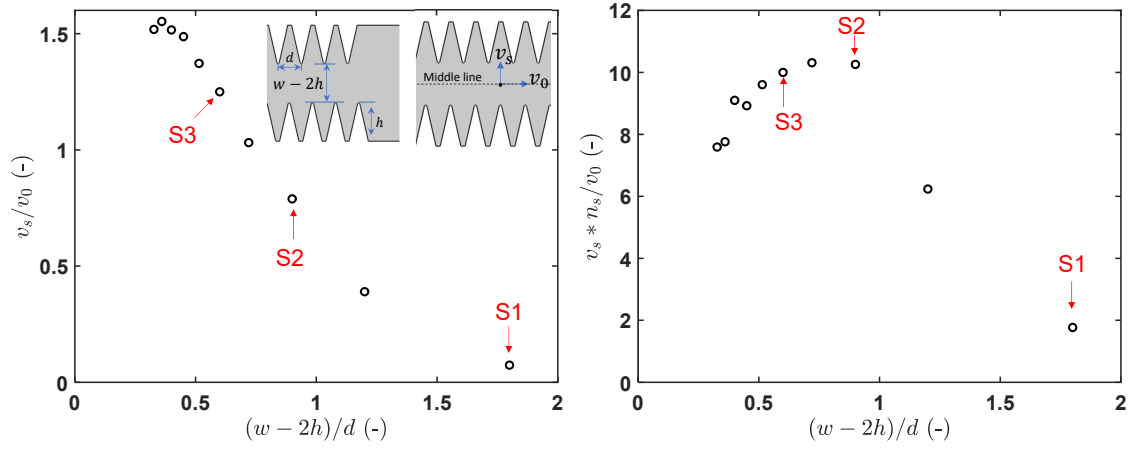 1.5
1
0.5
0
v_s/v_0 (-)
d
w − 2h
h
Middle line
v_s
v_0
S3
S2
S1
0 0.5 1 1.5 2
(w − 2h)/d (-)
12
10
8
6
4
2
0
v_s * n_s/v_0 (-)
S2
S3
S1
0 0.5 1 1.5 2
(w − 2h)/d (-)